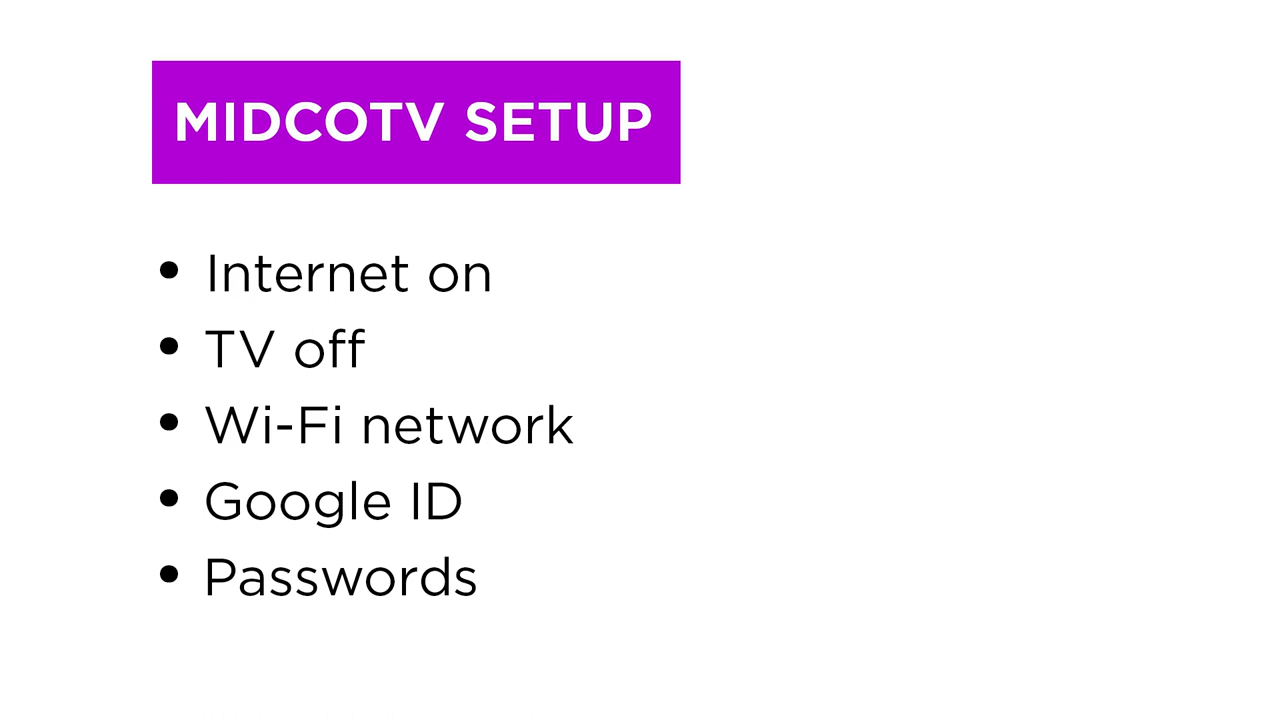 MIDCOTV SETUP
• Internet on
• TV off
• Wi-Fi network
• Google ID
• Passwords